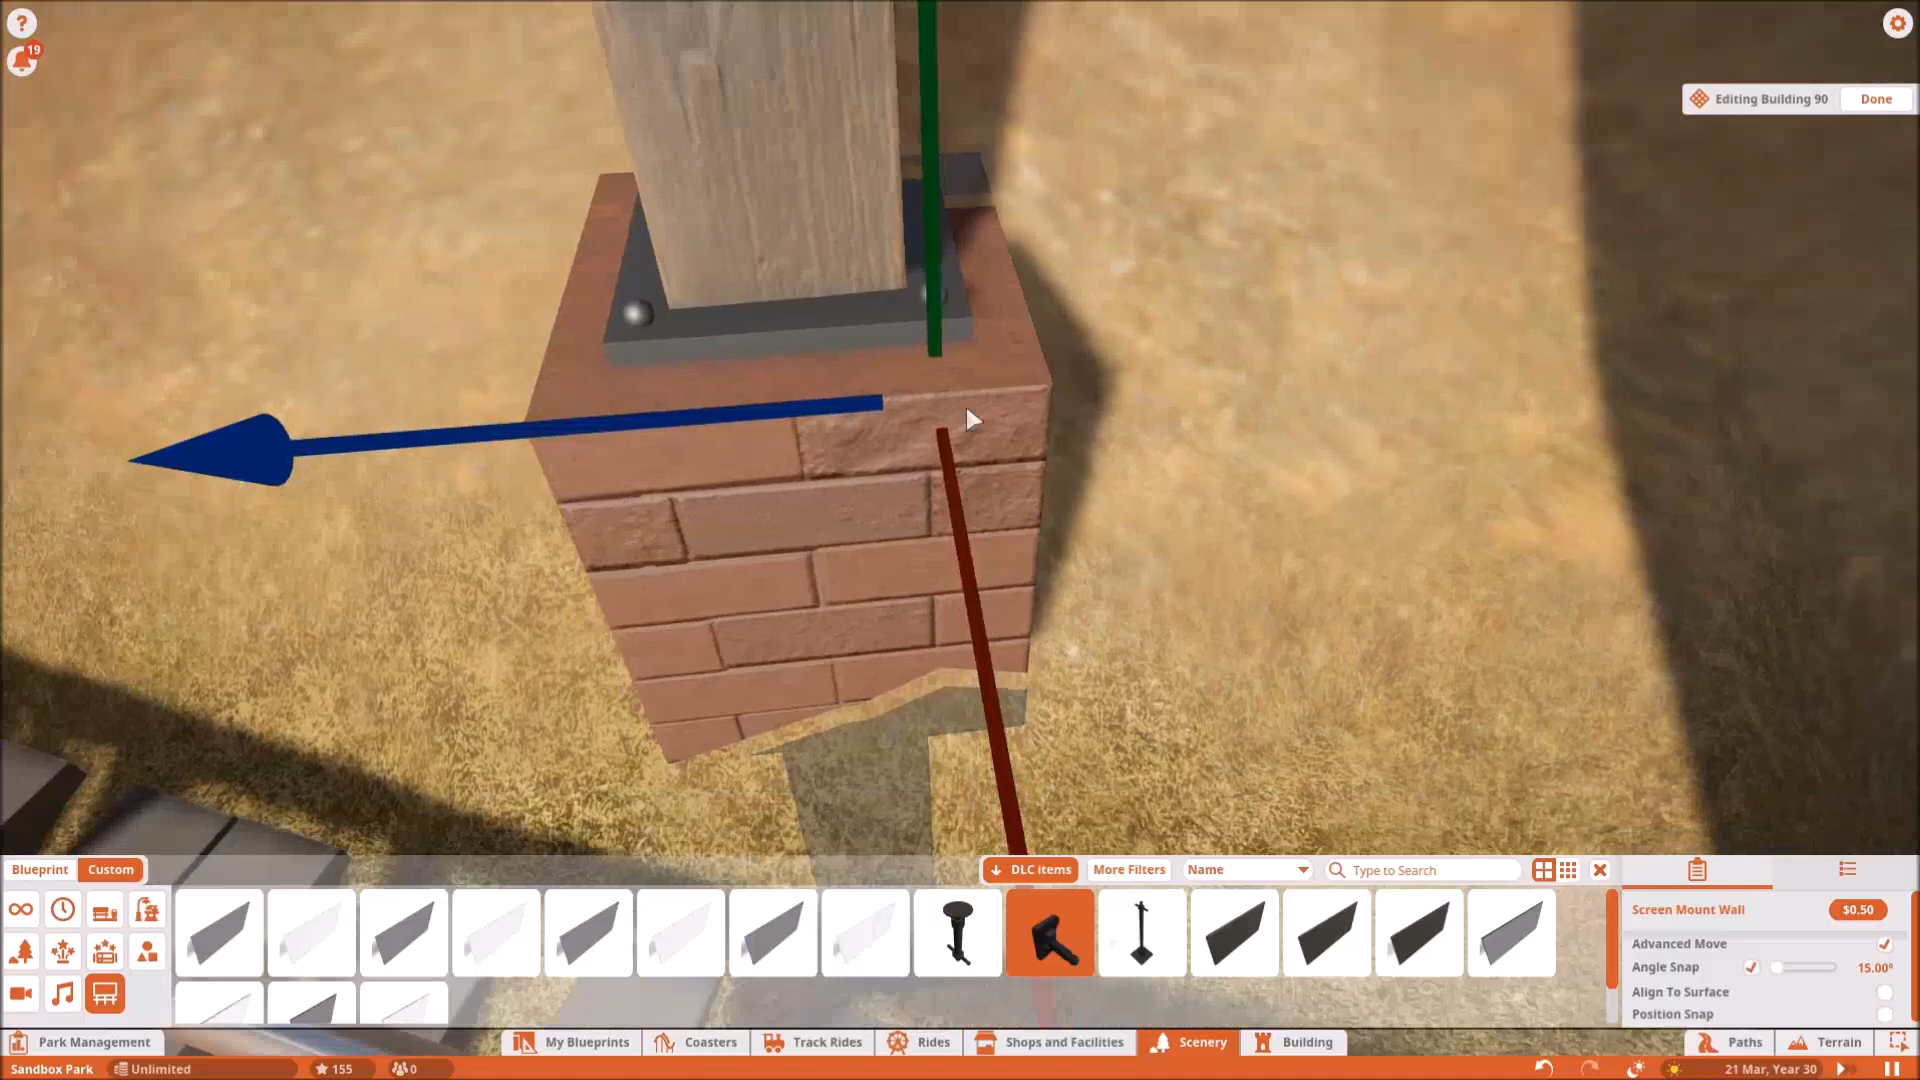 ?
19
Editing Building 90
Done
Blueprint
Custom
DLC items
More Filters
Name
Type to Search
Screen Mount Wall
$0.50
Advanced Move
Angle Snap
15.00°
Align To Surface
Position Snap
Park Management
My Blueprints
Coasters
Track Rides
Rides
Shops and Facilities
Scenery
Building
Paths
Terrain
Sandbox Park
Unlimited
155
0
21 Mar, Year 30